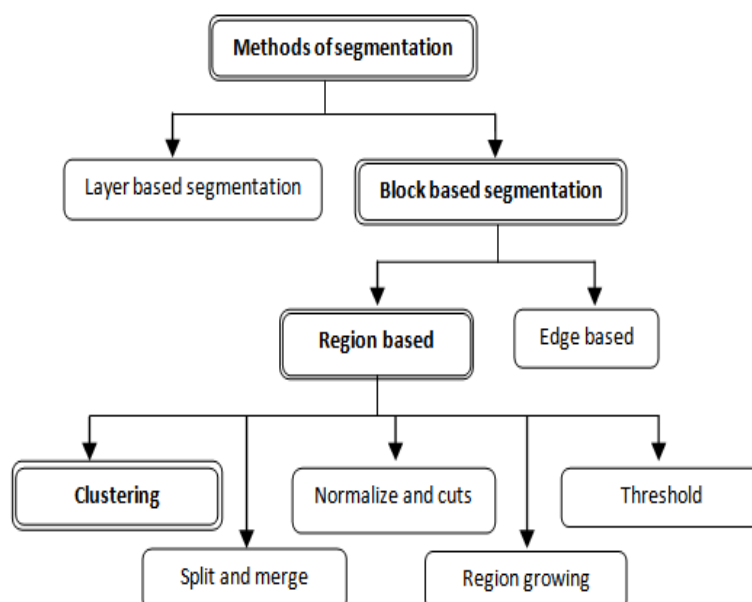 Methods of segmentation
Layer based segmentation
Block based segmentation
Region based
Edge based
Clustering
Normalize and cuts
Threshold
Split and merge
Region growing